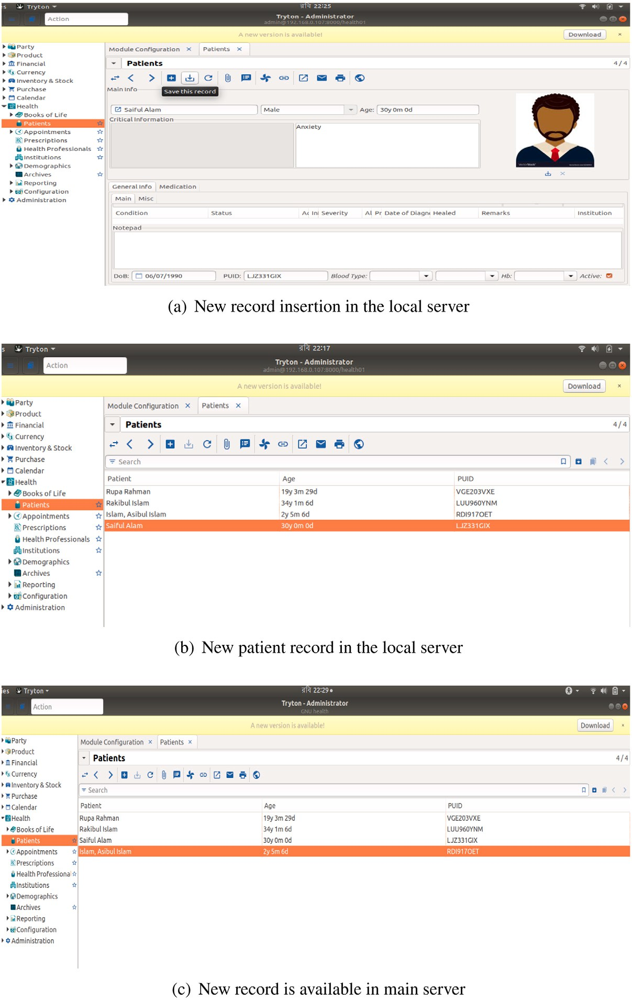 s Tryton রবি 22:25
Action Tryton - Administrator
admin@192.168.0.107:8000/health01
A new version is available! Download ×
Party
Product
Financial
Currency
Inventory & Stock
Purchase
Calendar
Health
Books of Life
Patients
Appointments
Prescriptions
Health Professionals
Institutions
Demographics
Archives
Reporting
Configuration
Administration
Module Configuration × Patients ×
Patients 4 / 4
Save this record
Main Info
Saiful Alam Male Age: 30y 0m 0d
Critical Information
Anxiety
VectorStock
General Info Medication
Main Misc
Condition Status Ac In Severity Al Pr Date of Diagn Healed Remarks Institution
Notepad
DoB: 06/07/1990 PUID: LJZ331GIX Blood Type: Hb: Active:
(a) New record insertion in the local server
s Tryton রবি 22:17
Action Tryton - Administrator
admin@192.168.0.107:8000/health01
A new version is available! Download ×
Party
Product
Financial
Currency
Inventory & Stock
Purchase
Calendar
Health
Books of Life
Patients
Appointments
Prescriptions
Health Professionals
Institutions
Demographics
Archives
Reporting
Configuration
Administration
Module Configuration × Patients ×
Patients 4 / 4
Search
Patient Age PUID
Rupa Rahman 19y 3m 29d VGE203VXE
Rakibul Islam 34y 1m 6d LUU960YNM
Islam, Asibul Islam 2y 5m 6d RDI917OET
Saiful Alam 30y 0m 0d LJZ331GIX
(b) New patient record in the local server
ies Tryton রবি 22:29
Action Tryton - Administrator
GNU health
A new version is available! Download ×
Party
Product
Financial
Currency
Inventory & Stock
Purchase
Calendar
Health
Books of Life
Patients
Appointments
Prescriptions
Health Professiona
Institutions
Demographics
Archives
Reporting
Configuration
Administration
Module Configuration × Patients ×
Patients 4 / 4
Search
Patient Age PUID
Rupa Rahman 19y 3m 29d VGE203VXE
Rakibul Islam 34y 1m 6d LUU960YNM
Saiful Alam 30y 0m 0d LJZ331GIX
Islam, Asibul Islam 2y 5m 6d RDI917OET
(c) New record is available in main server